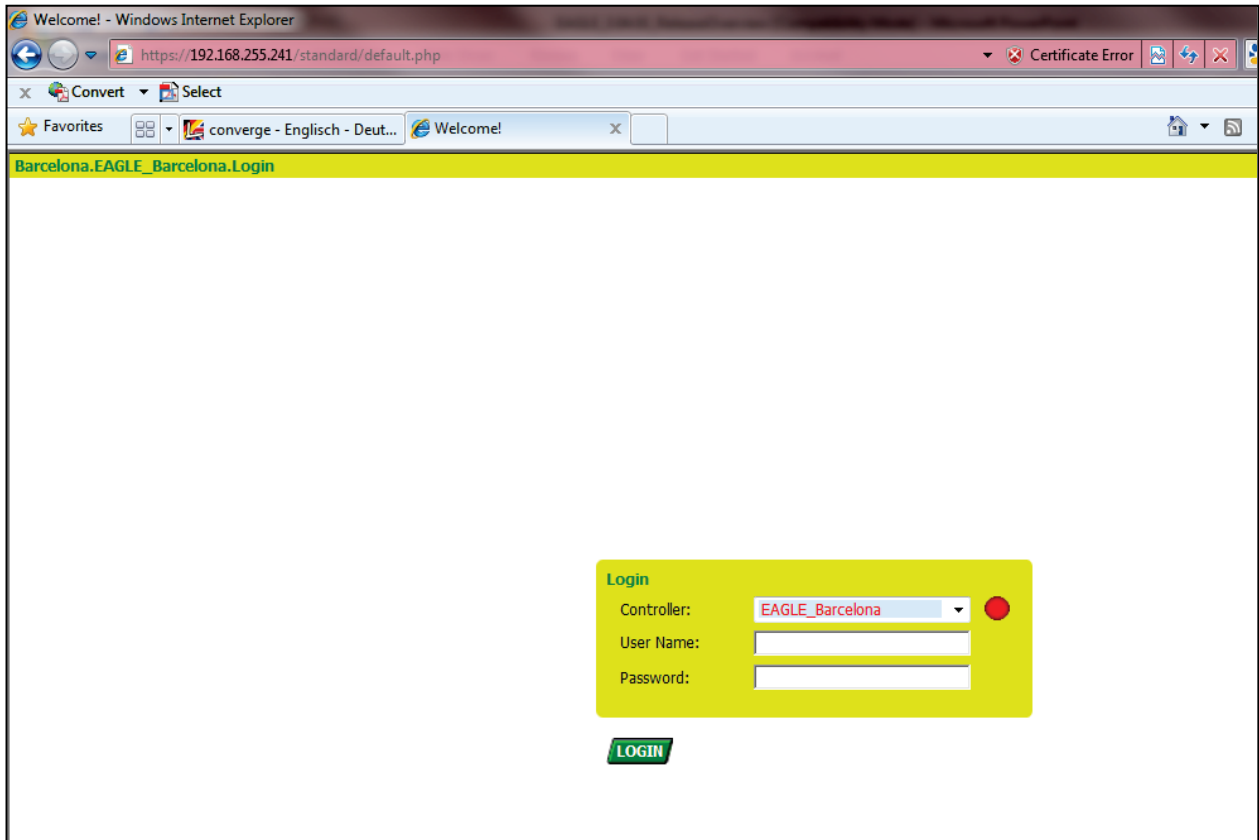 Welcome! - Windows Internet Explorer
https://192.168.255.241/standard/default.php
Certificate Error
x Convert Select
Favorites converge - Englisch - Deut... Welcome! x
Barcelona.EAGLE_Barcelona.Login
Login
Controller: EAGLE_Barcelona
User Name:
Password:
LOGIN